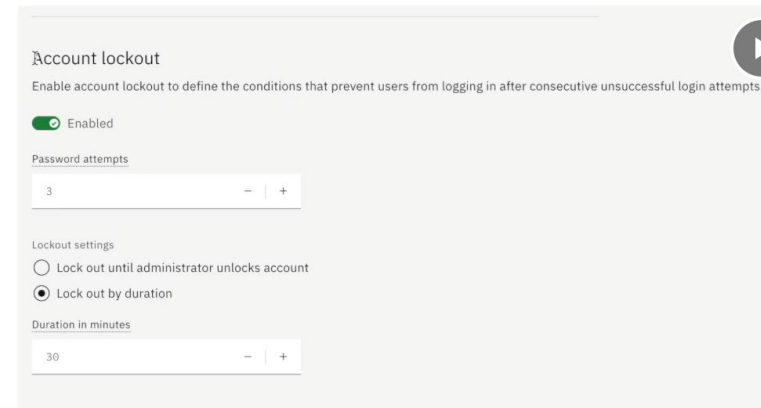 Account lockout
Enable account lockout to define the conditions that prevent users from logging in after consecutive unsuccessful login attempts
Enabled
Password attempts
3 − | +
Lockout settings
Lock out until administrator unlocks account
Lock out by duration
Duration in minutes
30 − | +